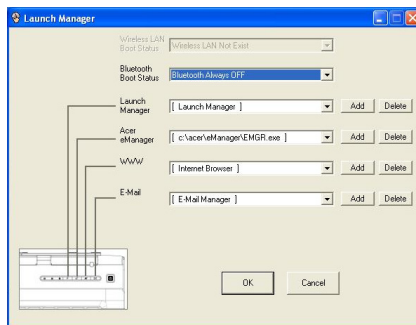 Launch Manager
Wireless LAN
Boot Status
Wireless LAN Not Exist
Bluetooth
Boot Status
Bluetooth Always OFF
Launch
Manager
[ Launch Manager ]
Add
Delete
Acer
eManager
[ c:\acer\eManager\EMGR.exe ]
Add
Delete
WWW
[ Internet Browser ]
Add
Delete
E-Mail
[ E-Mail Manager ]
Add
Delete
OK
Cancel